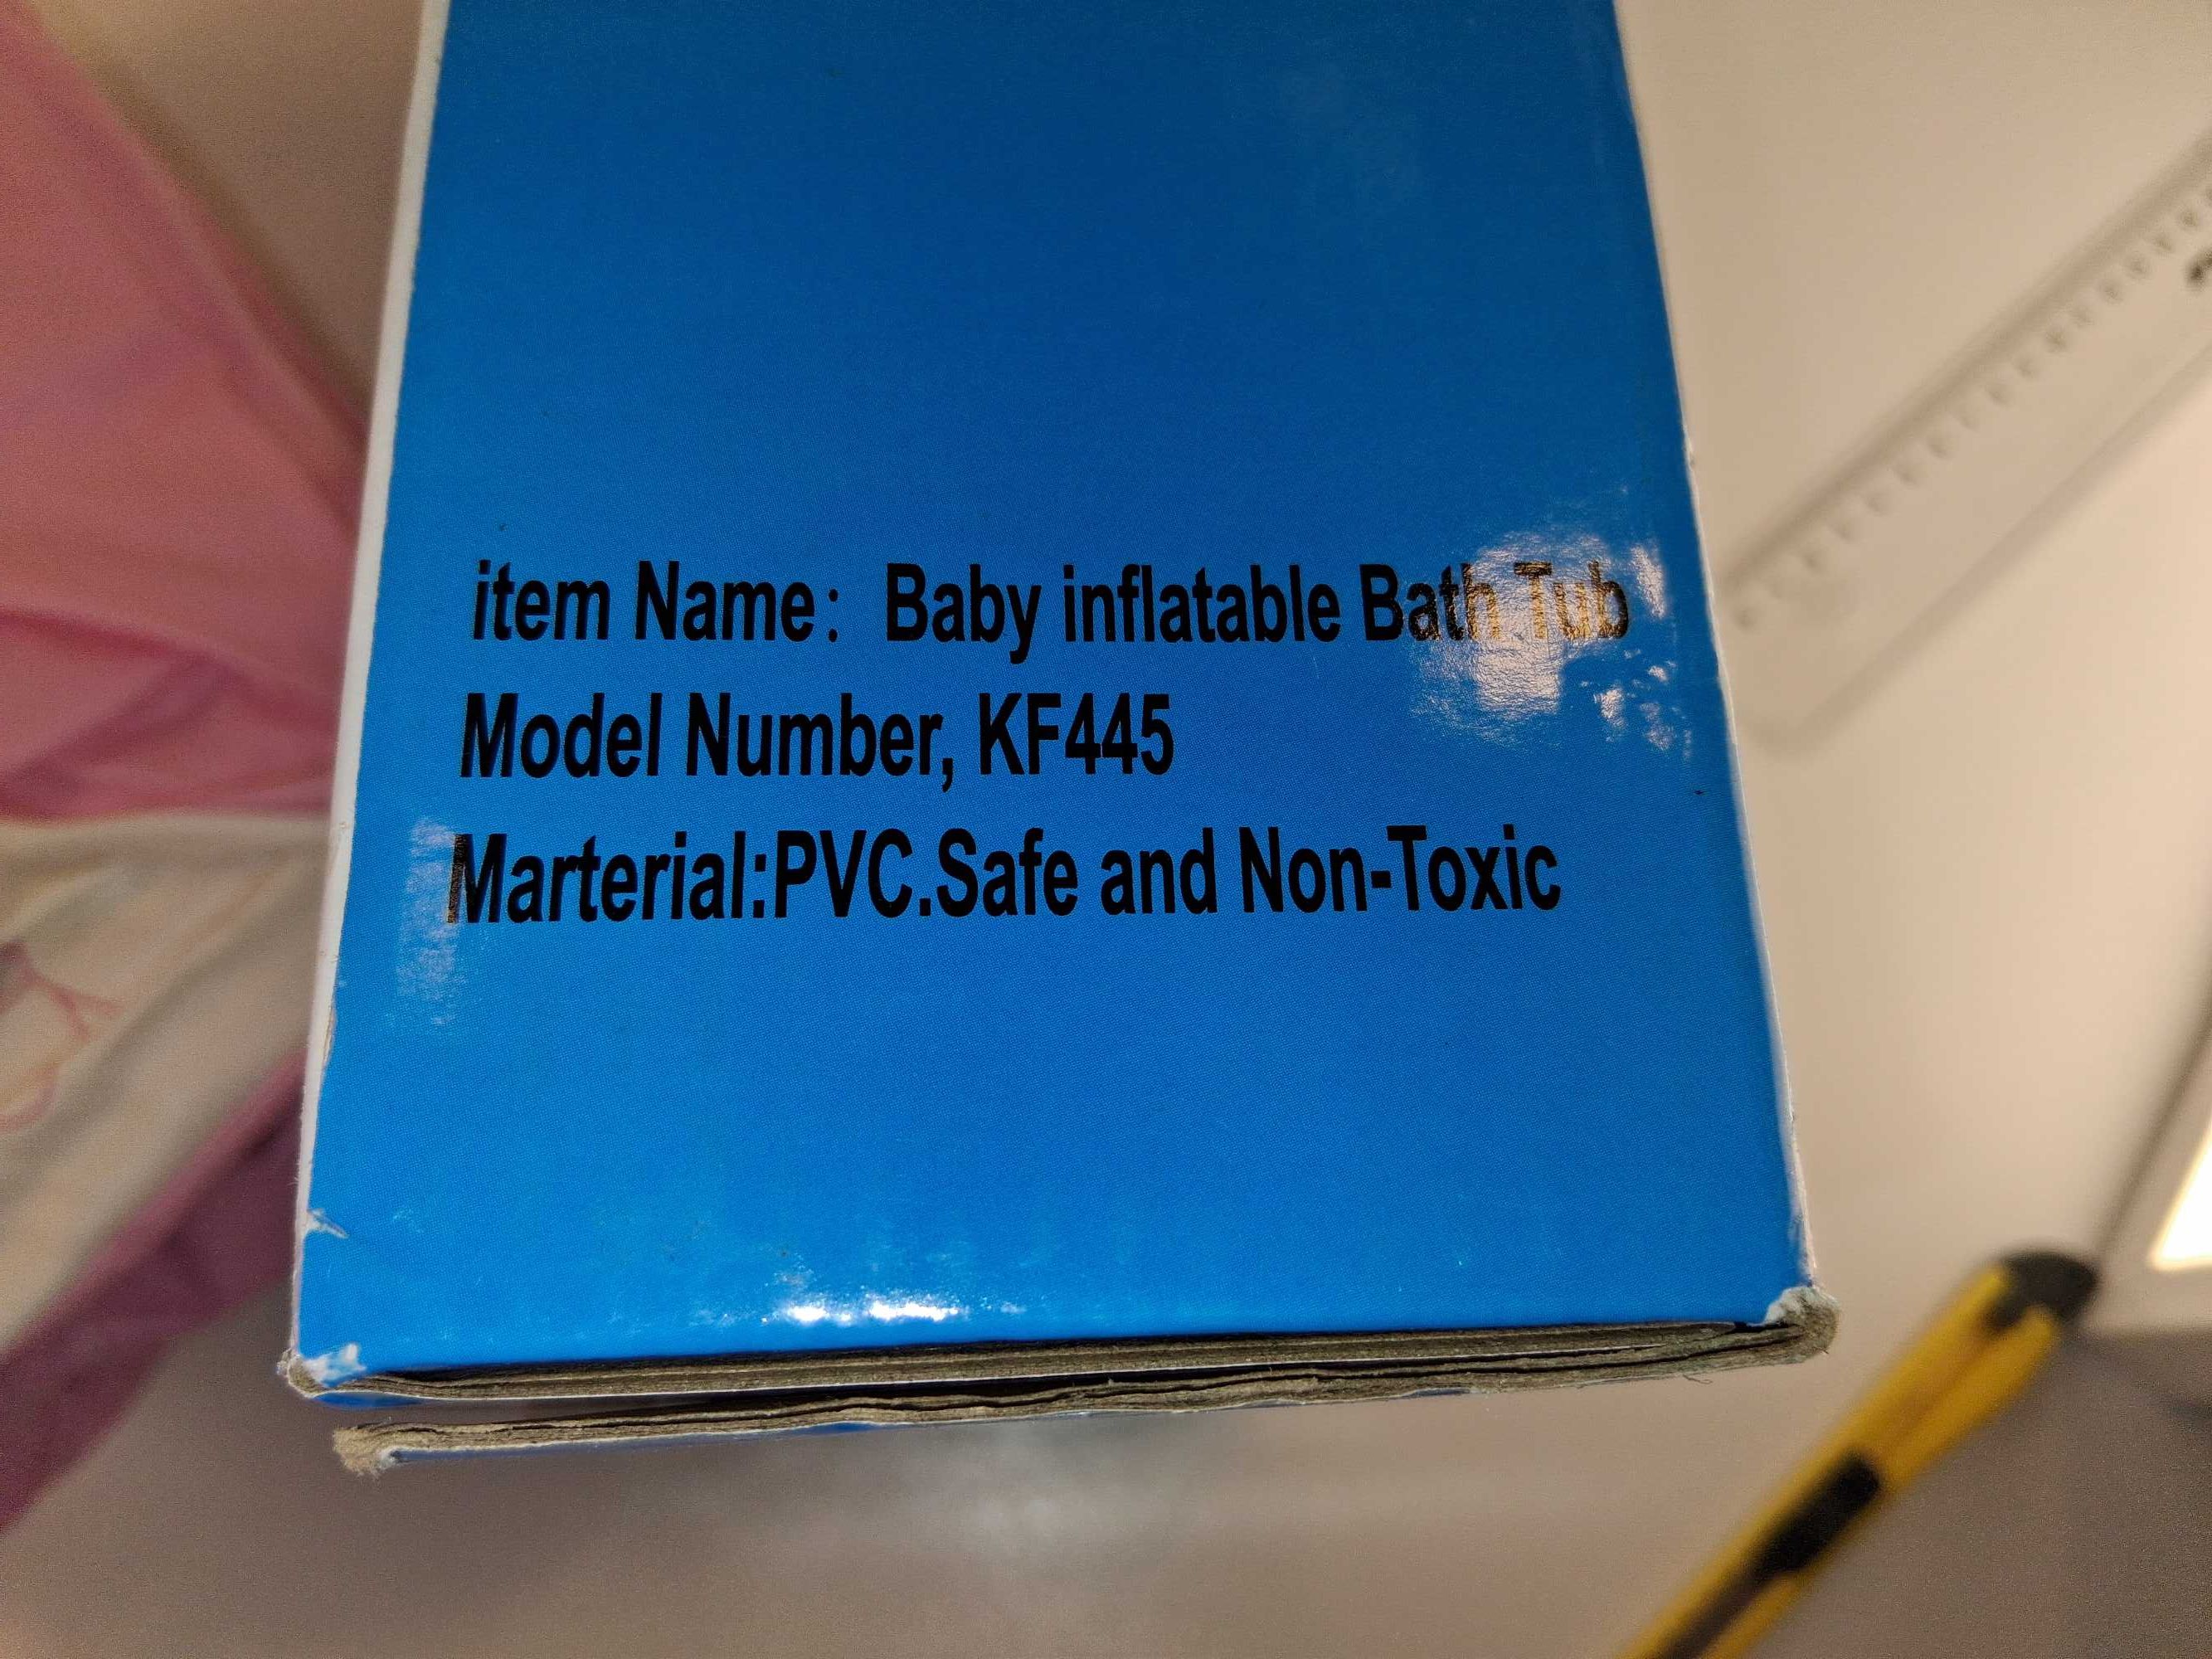 item Name: Baby inflatable Bath Tub
Model Number, KF445
Marterial:PVC.Safe and Non-Toxic